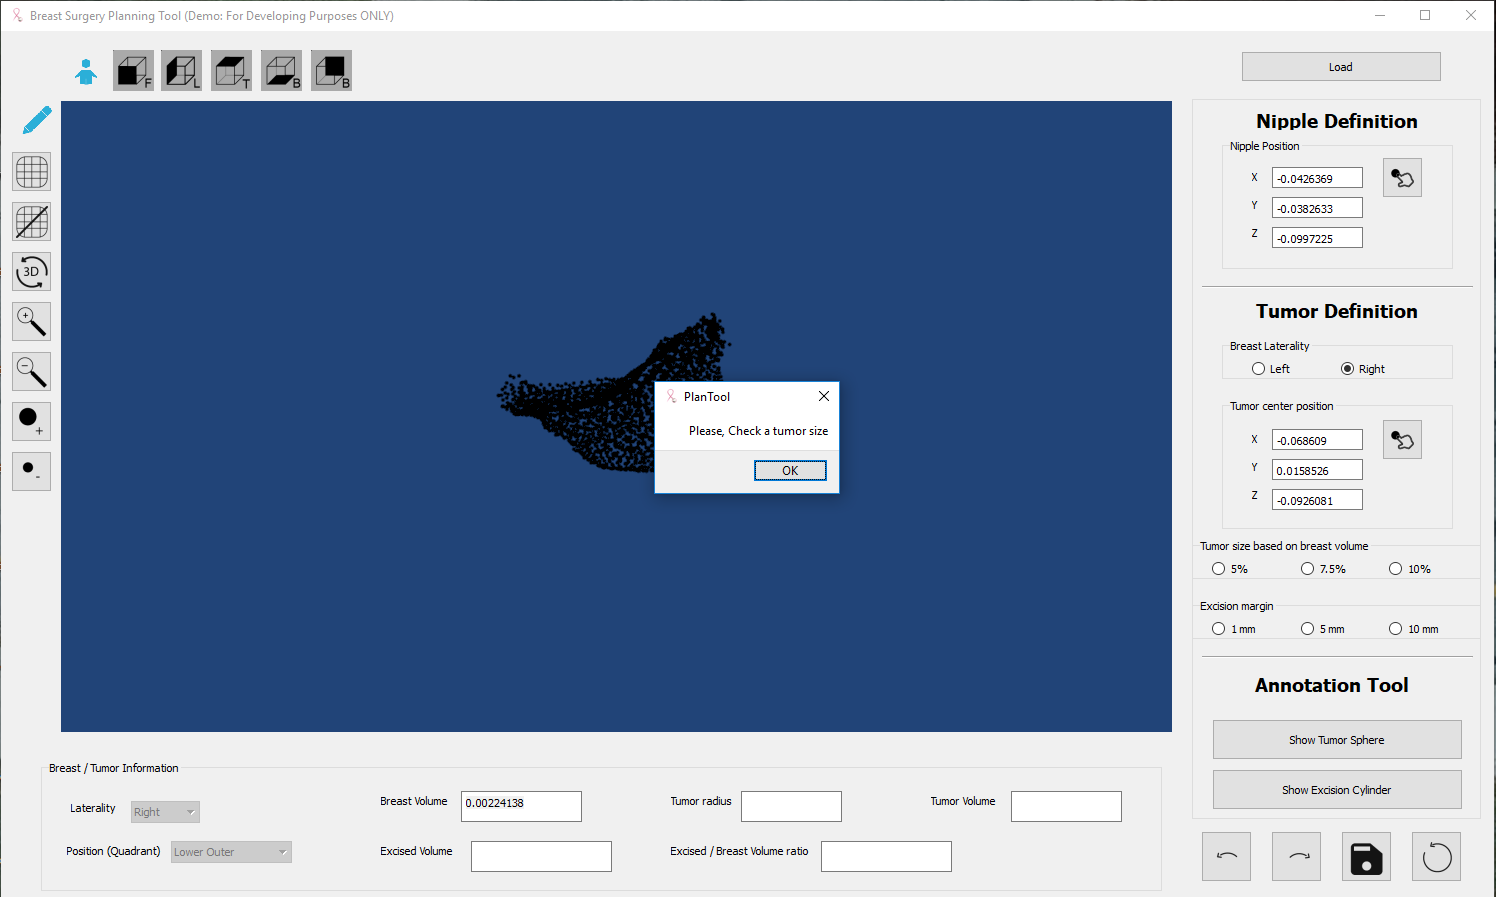 Breast Surgery Planning Tool (Demo: For Developing Purposes ONLY)
F
L
T
B
B
Load
3D
Nipple Definition
Nipple Position
X -0.0426369
Y -0.0382633
Z -0.0997225
Tumor Definition
Breast Laterality
Left Right
Tumor center position
X -0.068609
Y 0.0158526
Z -0.0926081
Tumor size based on breast volume
5% 7.5% 10%
Excision margin
1 mm 5 mm 10 mm
Annotation Tool
Show Tumor Sphere
Show Excision Cylinder
PlanTool
Please, Check a tumor size
OK
Breast / Tumor Information
Laterality Right Breast Volume 0.00224138 Tumor radius Tumor Volume
Position (Quadrant) Lower Outer Excised Volume Excised / Breast Volume ratio